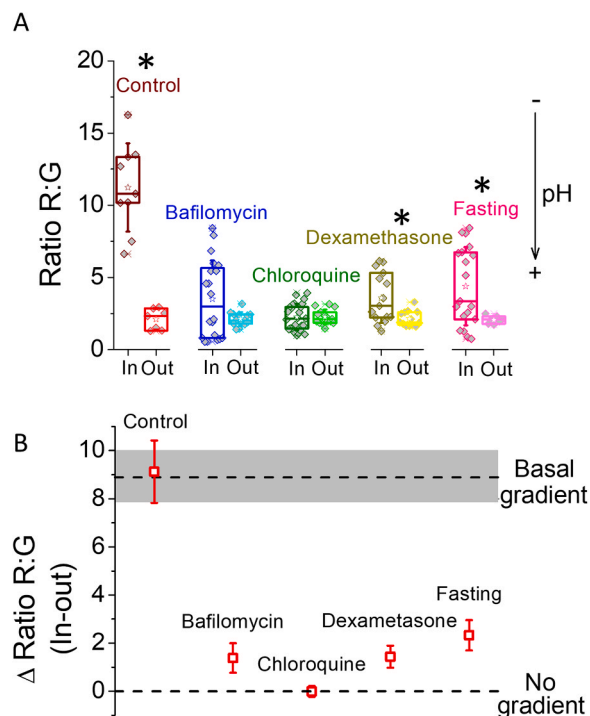 A
20
15
10
5
0
Ratio R:G
*
Control
Bafilomycin
Chloroquine
Dexamethasone
*
Fasting
*
-
pH
+
In Out
In Out
In Out
In Out
In Out
B
10
8
6
4
2
0
Δ Ratio R:G
(In-out)
Control
Bafilomycin
Chloroquine
Dexametasone
Fasting
Basal
gradient
No
gradient